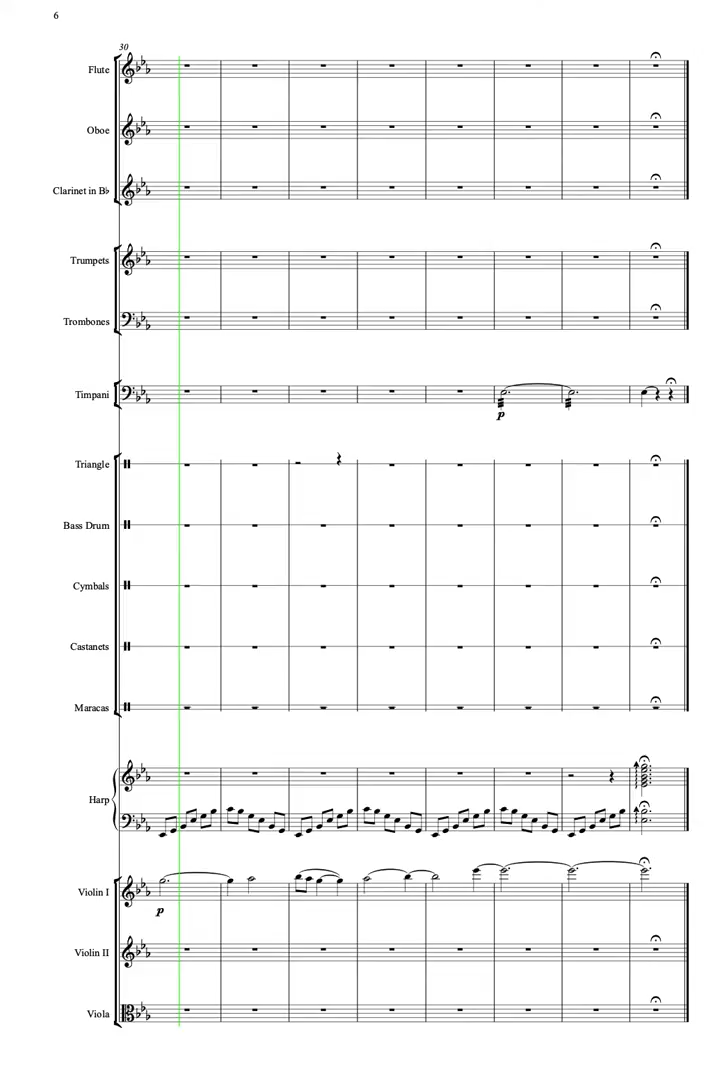 6
30
Flute
Oboe
Clarinet in B♭
Trumpets
Trombones
Timpani
p
Triangle
Bass Drum
Cymbals
Castanets
Maracas
Harp
Violin I
p
Violin II
Viola